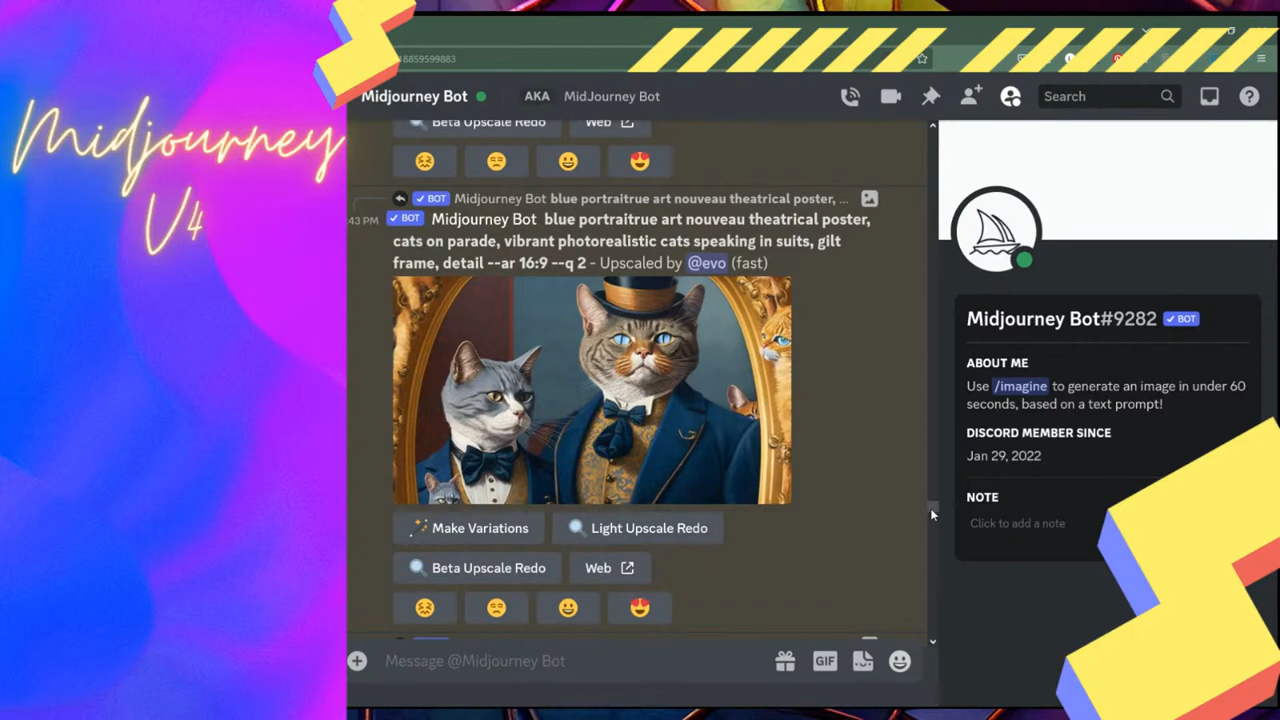 Midjourney
V4
18859599883
Midjourney Bot AKA MidJourney Bot
Search
Beta Upscale Redo Web
BOT Midjourney Bot blue portraitrue art nouveau theatrical poster, ...
:43 PM BOT Midjourney Bot blue portraitrue art nouveau theatrical poster,
cats on parade, vibrant photorealistic cats speaking in suits, gilt
frame, detail --ar 16:9 --q 2 - Upscaled by @evo (fast)
Make Variations Light Upscale Redo
Beta Upscale Redo Web
Message @Midjourney Bot
GIF
Midjourney Bot#9282 BOT
ABOUT ME
Use /imagine to generate an image in under 60
seconds, based on a text prompt!
DISCORD MEMBER SINCE
Jan 29, 2022
NOTE
Click to add a note